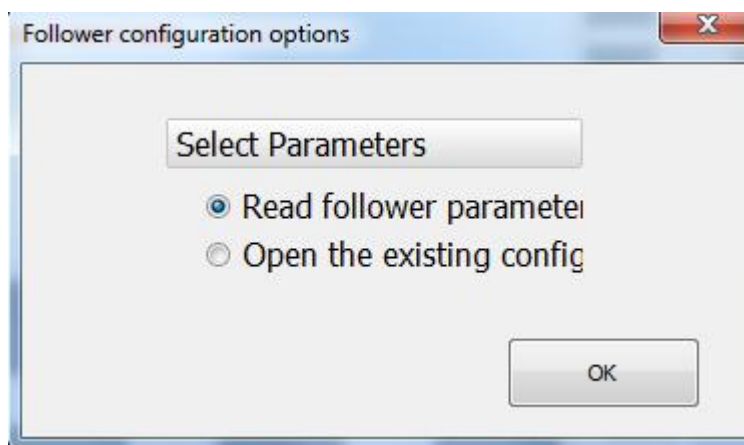 Follower configuration options
Select Parameters
Read follower parameter
Open the existing config
OK